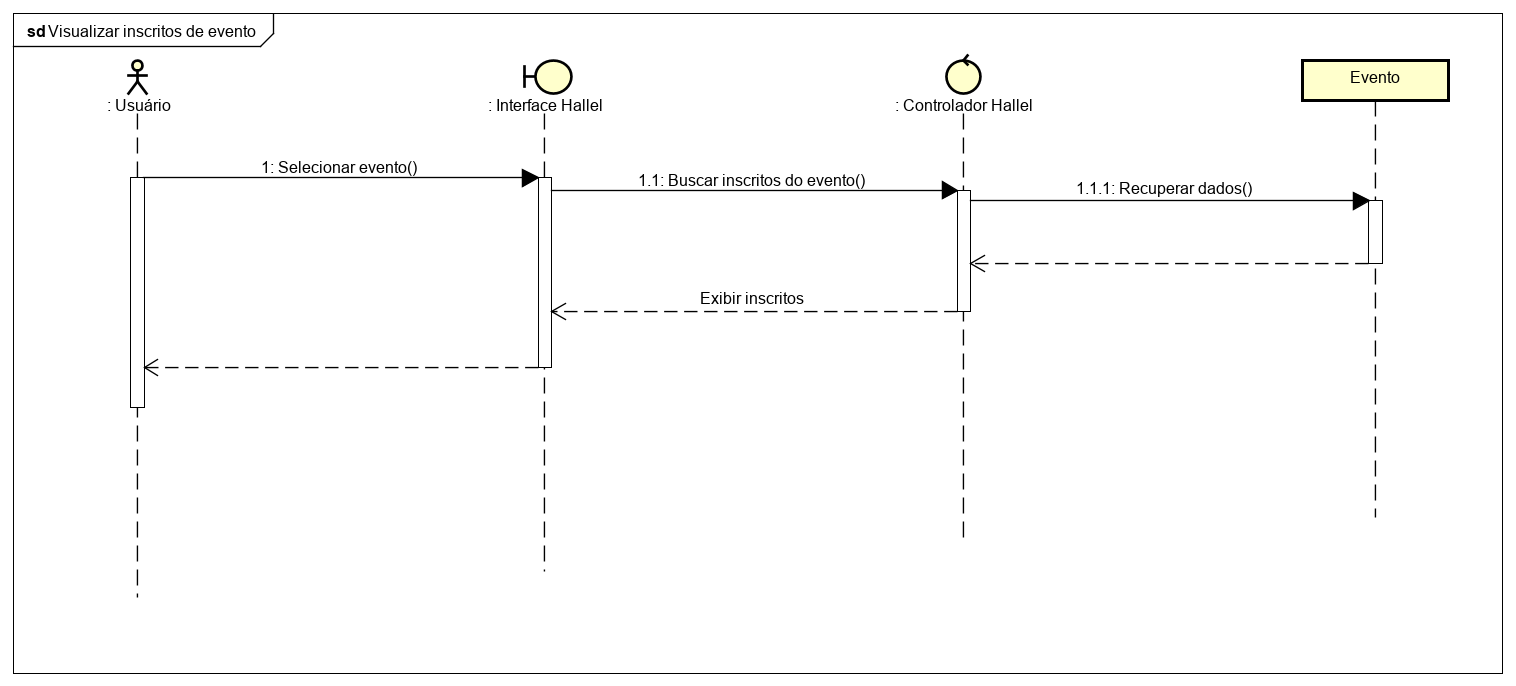 sd Visualizar inscritos de evento
: Usuário
: Interface Hallel
: Controlador Hallel
Evento
1: Selecionar evento()
1.1: Buscar inscritos do evento()
1.1.1: Recuperar dados()
Exibir inscritos